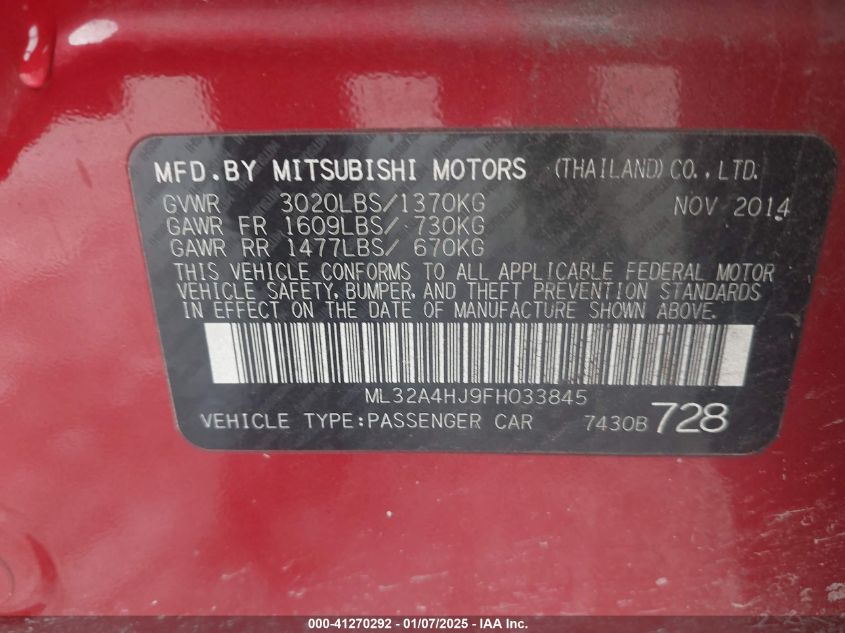 MFD.BY MITSUBISHI MOTORS (THAILAND) CO.,LTD.
GVWR 3020LBS/1370KG NOV 2014
GAWR FR 1609LBS/ 730KG
GAWR RR 1477LBS/ 670KG
THIS VEHICLE CONFORMS TO ALL APPLICABLE FEDERAL MOTOR
VEHICLE SAFETY, BUMPER, AND THEFT PREVENTION STANDARDS
IN EFFECT ON THE DATE OF MANUFACTURE SHOWN ABOVE.
ML32A4HJ9FH033845
VEHICLE TYPE:PASSENGER CAR 7430B 728
000-41270292 - 01/07/2025 - IAA Inc.